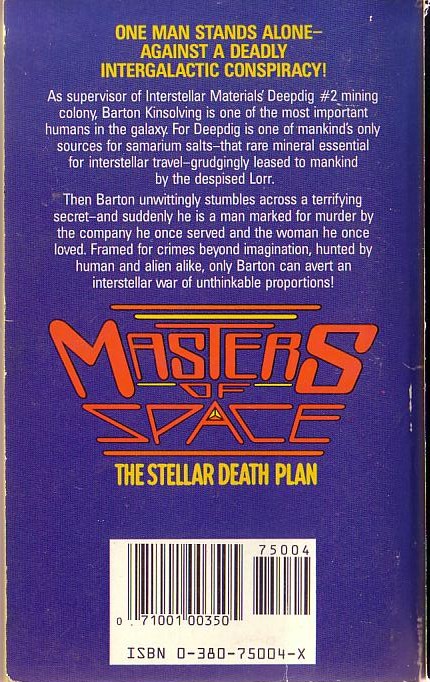 ONE MAN STANDS ALONE–
AGAINST A DEADLY
INTERGALACTIC CONSPIRACY!
As supervisor of Interstellar Materials' Deepdig #2 mining
colony, Barton Kinsolving is one of the most important
humans in the galaxy. For Deepdig is one of mankind's only
sources for samarium salts–that rare mineral essential
for interstellar travel–grudgingly leased to mankind
by the despised Lorr.
Then Barton unwittingly stumbles across a terrifying
secret–and suddenly he is a man marked for murder by
the company he once served and the woman he once
loved. Framed for crimes beyond imagination, hunted by
human and alien alike, only Barton can avert an
interstellar war of unthinkable proportions!
MASTERS
OF
SPACE
THE STELLAR DEATH PLAN
75004
0 71001 00350
ISBN 0-380-75004-X